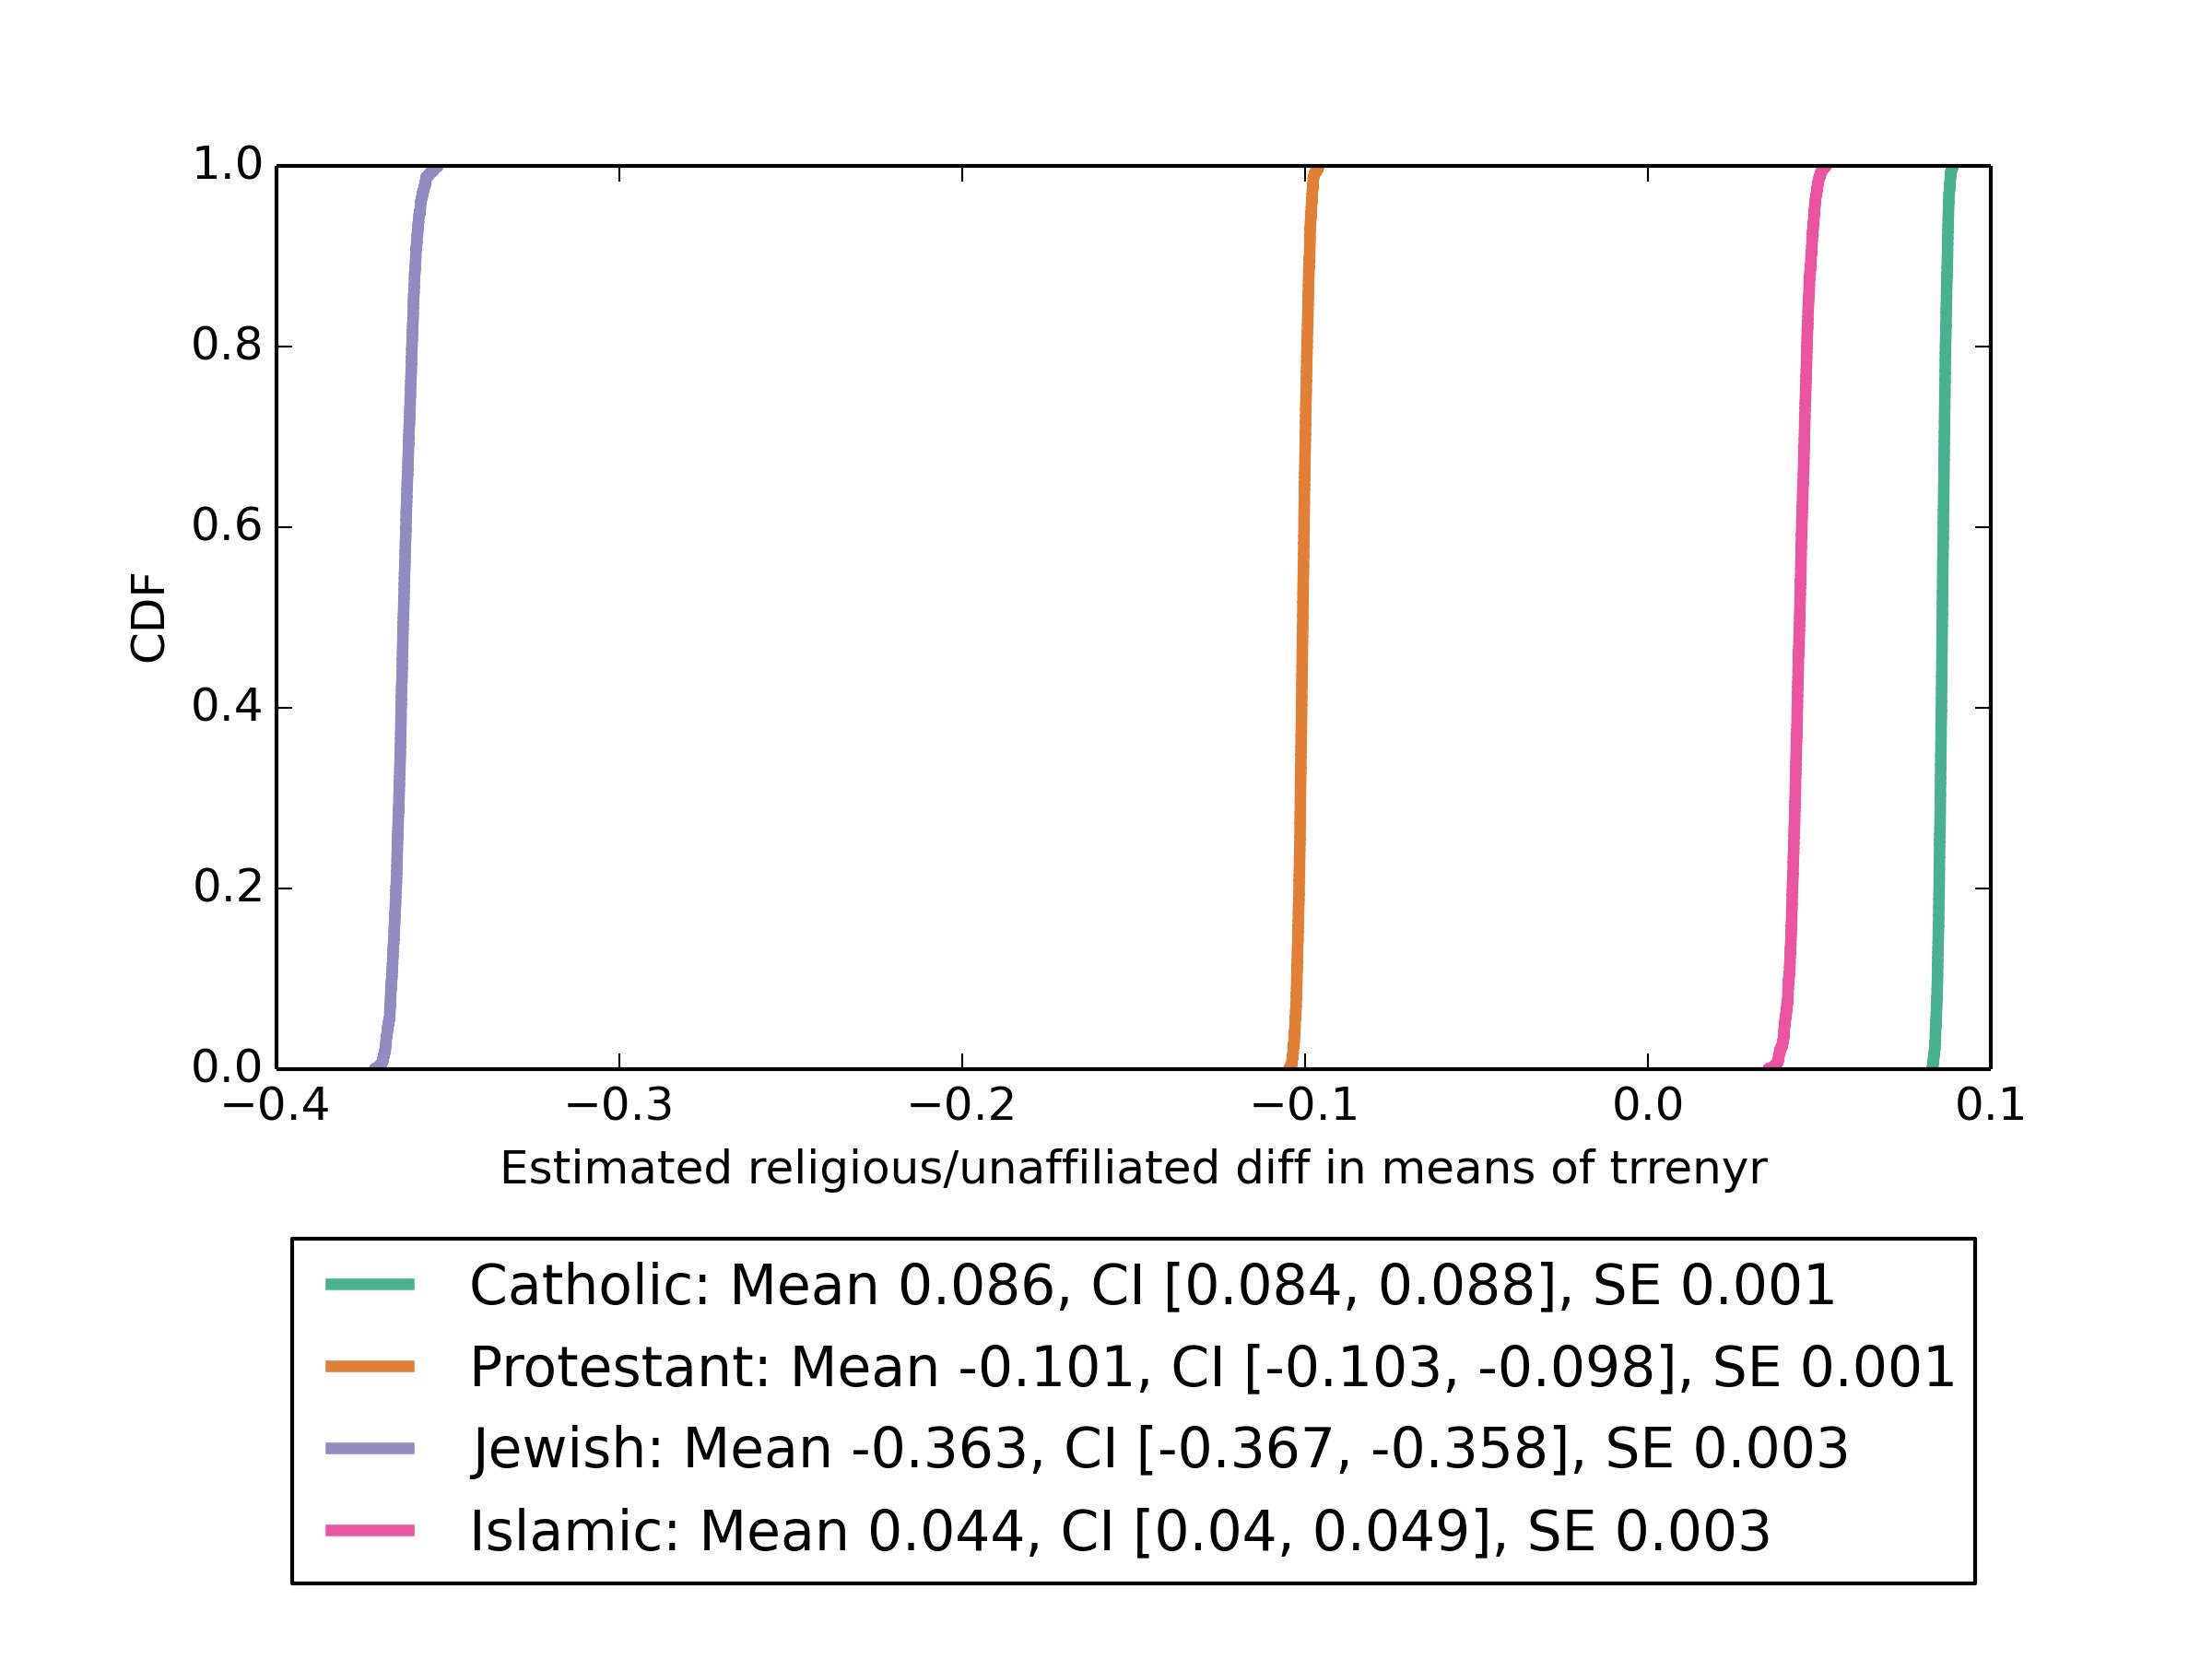 1.0
0.8
0.6
0.4
0.2
0.0
CDF
−0.4 −0.3 −0.2 −0.1 0.0 0.1
Estimated religious/unaffiliated diff in means of trrenyr
Catholic: Mean 0.086, CI [0.084, 0.088], SE 0.001
Protestant: Mean -0.101, CI [-0.103, -0.098], SE 0.001
Jewish: Mean -0.363, CI [-0.367, -0.358], SE 0.003
Islamic: Mean 0.044, CI [0.04, 0.049], SE 0.003